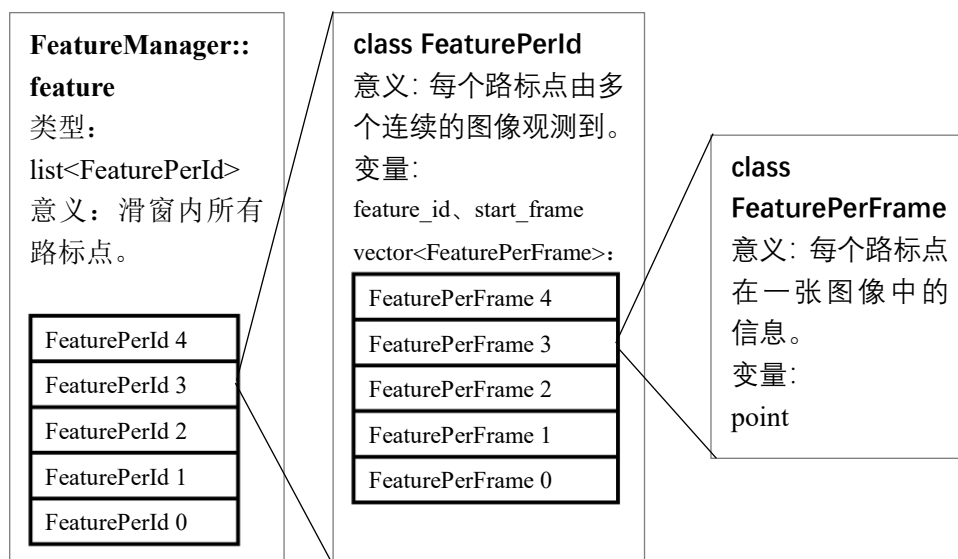 FeatureManager::
feature
类型：
list<FeaturePerId>
意义：滑窗内所有
路标点。
FeaturePerId 4
FeaturePerId 3
FeaturePerId 2
FeaturePerId 1
FeaturePerId 0
class FeaturePerId
意义：每个路标点由多
个连续的图像观测到。
变量：
feature_id、start_frame
vector<FeaturePerFrame>：
FeaturePerFrame 4
FeaturePerFrame 3
FeaturePerFrame 2
FeaturePerFrame 1
FeaturePerFrame 0
class
FeaturePerFrame
意义：每个路标点
在一张图像中的
信息。
变量：
point